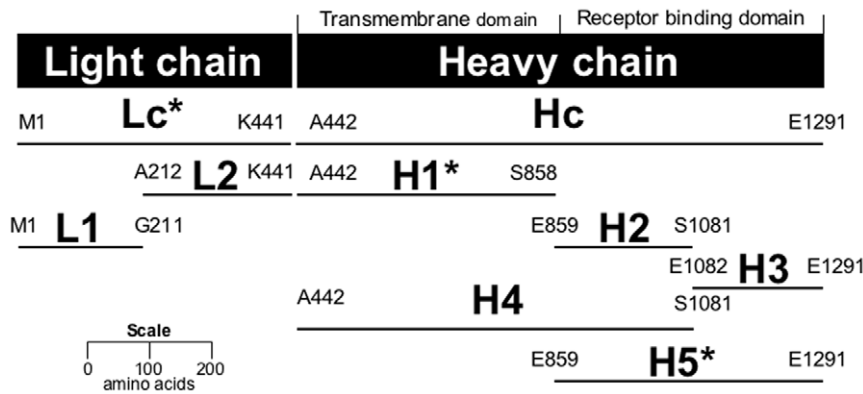 Transmembrane domain Receptor binding domain
Light chain Heavy chain
M1 Lc* K441 A442 Hc E1291
A212 L2 K441 A442 H1* S858
M1 L1 G211 E859 H2 S1081
E1082 H3 E1291
A442 H4 S1081
Scale
0 100 200
amino acids
E859 H5* E1291